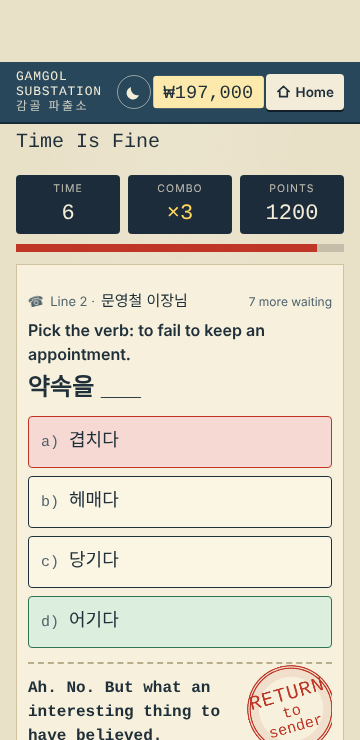 GAMGOL
SUBSTATION
감골 파출소
₩197,000
Home
Time Is Fine
TIME
6
COMBO
×3
POINTS
1200
☎ Line 2 · 문영철 이장님
7 more waiting
Pick the verb: to fail to keep an
appointment.
약속을 ___
a) 겹치다
b) 헤매다
c) 당기다
d) 어기다
Ah. No. But what an
interesting thing to
have believed.
RETURN
to
sender